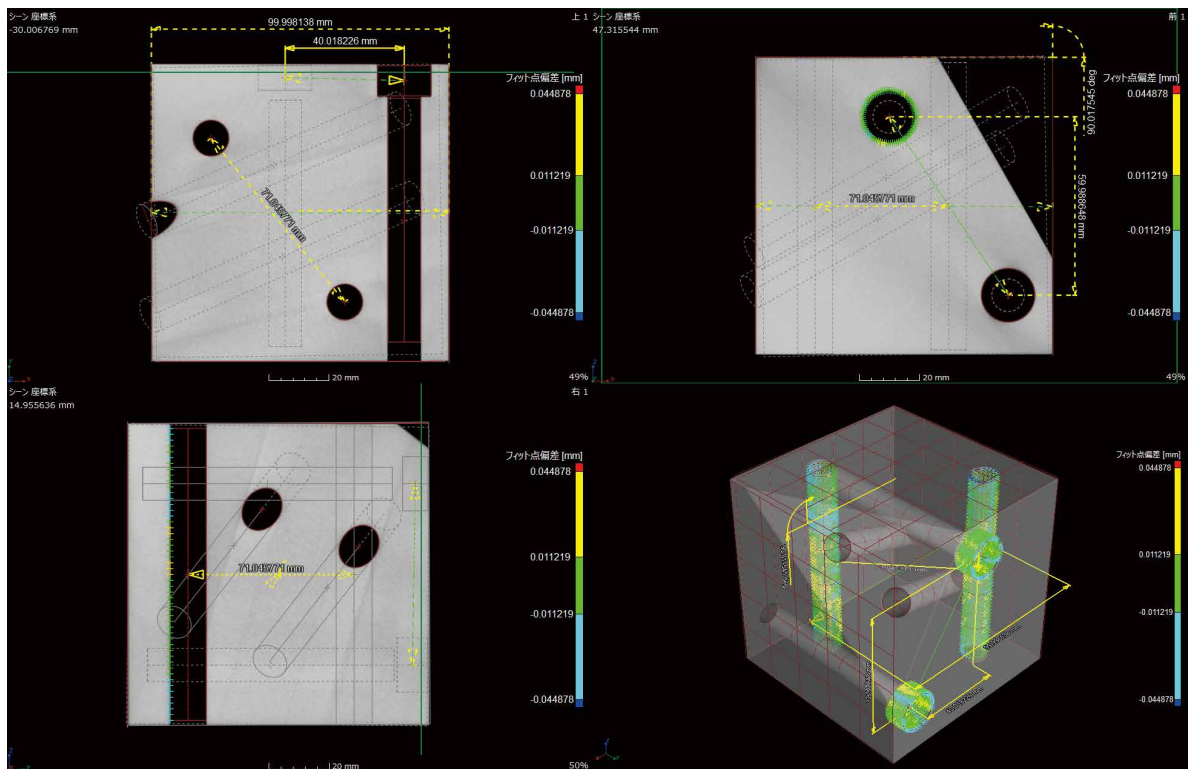 シーン 座標系
-30.006769 mm
上 1
99.998138 mm
40.018226 mm
71.045771 mm
フィット点偏差 [mm]
0.044878
0.011219
-0.011219
-0.044878
20 mm
49%
シーン 座標系
47.315544 mm
前 1
90.017545 deg
59.968648 mm
71.045771 mm
フィット点偏差 [mm]
0.044878
0.011219
-0.011219
-0.044878
20 mm
49%
シーン 座標系
14.955636 mm
右 1
71.045771 mm
フィット点偏差 [mm]
0.044878
0.011219
-0.011219
-0.044878
20 mm
50%
フィット点偏差 [mm]
0.044878
0.011219
-0.011219
-0.044878